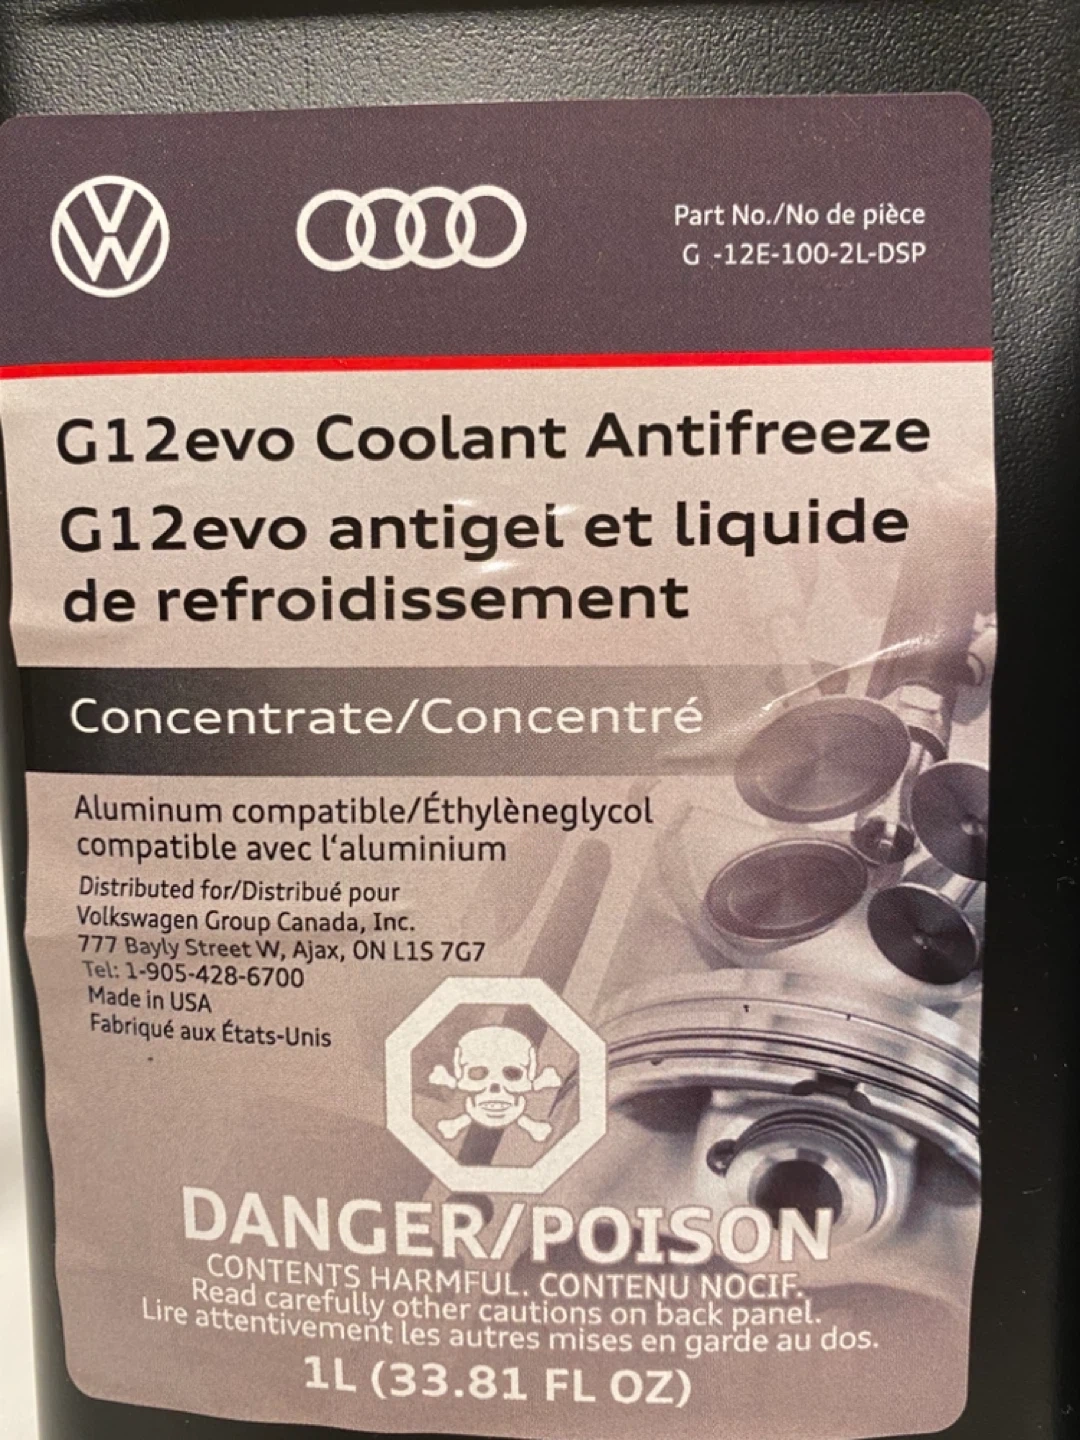 Part No./No de pièce
G -12E-100-2L-DSP
G12evo Coolant Antifreeze
G12evo antigel et liquide
de refroidissement
Concentrate/Concentré
Aluminum compatible/Éthylèneglycol
compatible avec l'aluminium
Distributed for/Distribué pour
Volkswagen Group Canada, Inc.
777 Bayly Street W, Ajax, ON L1S 7G7
Tel: 1-905-428-6700
Made in USA
Fabriqué aux États-Unis
DANGER/POISON
CONTENTS HARMFUL. CONTENU NOCIF.
Read carefully other cautions on back panel.
Lire attentivement les autres mises en garde au dos.
1L (33.81 FL OZ)